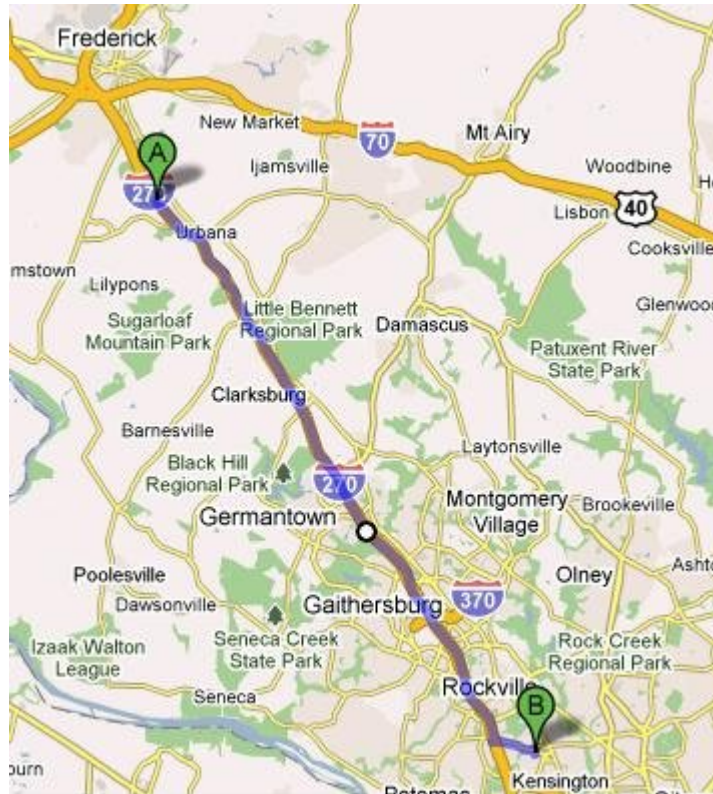 Frederick
New Market
70
Mt Airy
A
Ijamsville
Woodbine
270
Lisbon
40
Urbana
Cooksville
Lilypons
Glenwood
Little Bennett
Regional Park
Sugarloaf
Mountain Park
Damascus
Patuxent River
State Park
Clarksburg
Barnesville
Laytonsville
Black Hill
Regional Park
270
Montgomery
Village
Brookeville
Germantown
Poolesville
Olney
Dawsonville
370
Gaithersburg
Seneca Creek
State Park
Izaak Walton
League
Rock Creek
Regional Park
Seneca
Rockville
B
Kensington